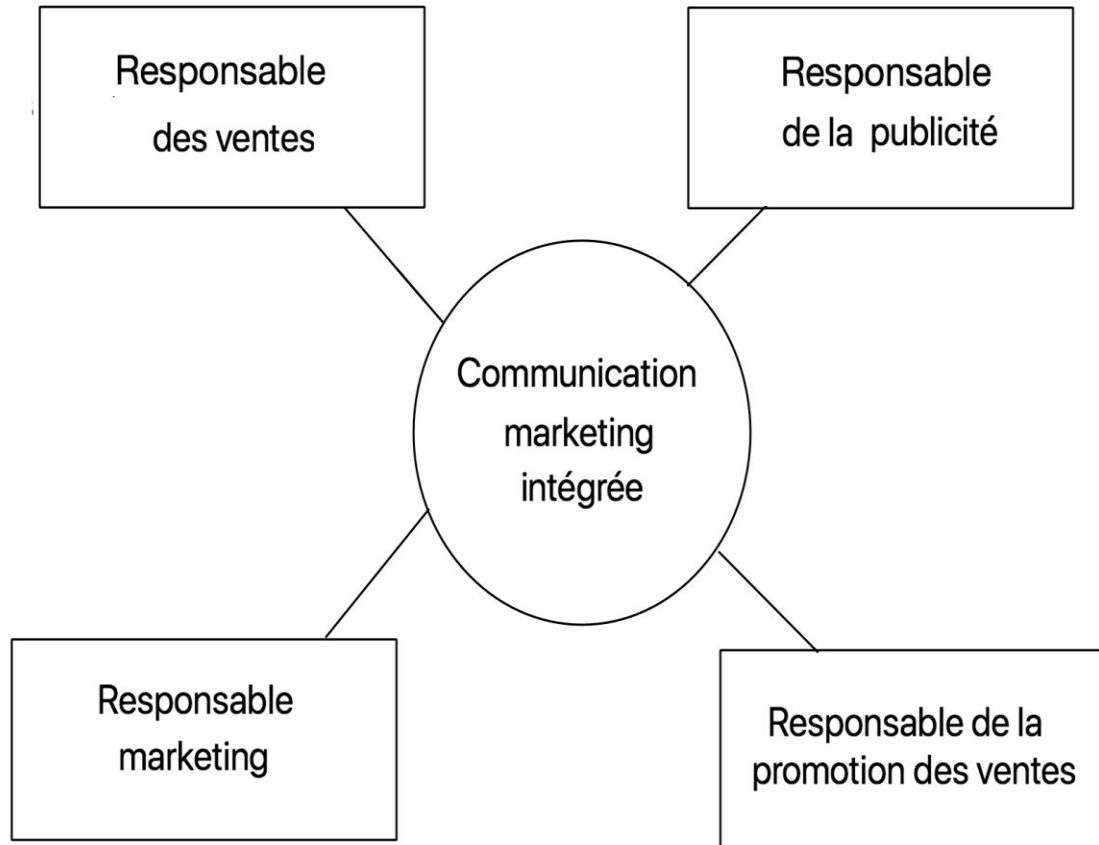 Responsable
des ventes
Responsable
de la publicité
Communication
marketing
intégrée
Responsable
marketing
Responsable de la
promotion des ventes